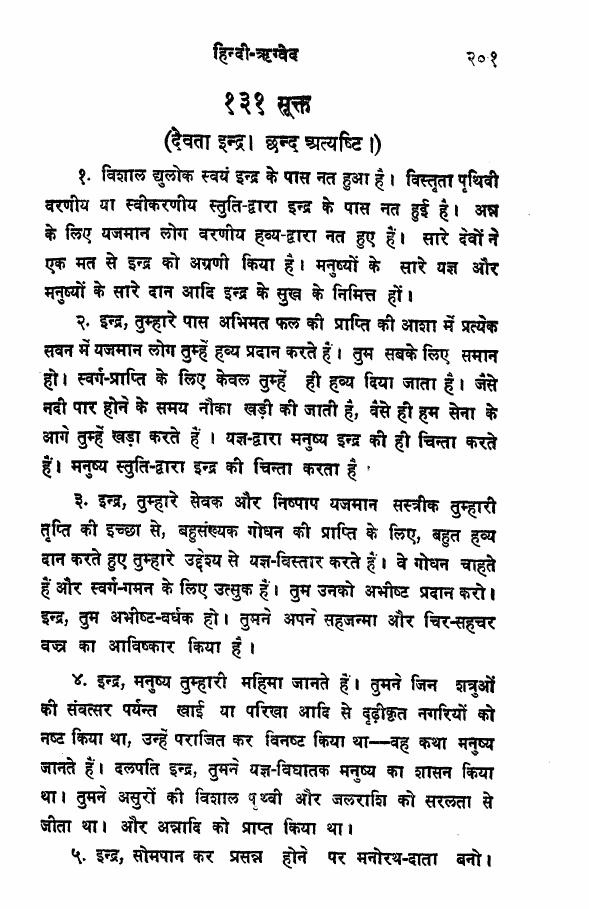 हिन्दी-ऋग्वेद २०१
१३१ सूक्त
(देवता इन्द्र। छन्द अत्यष्टि।)
१. विशाल द्युलोक स्वयं इन्द्र के पास नत हुआ है। विस्तृता पृथिवी
वरणीय या स्वीकरणीय स्तुति-द्वारा इन्द्र के पास नत हुई है। अन्न
के लिए यजमान लोग वरणीय हव्य-द्वारा नत हुए हैं। सारे देवों ने
एक मत से इन्द्र को अग्रणी किया है। मनुष्यों के सारे यज्ञ और
मनुष्यों के सारे दान आदि इन्द्र के सुख के निमित्त हों।
२. इन्द्र, तुम्हारे पास अभिमत फल की प्राप्ति की आशा में प्रत्येक
सवन में यजमान लोग तुम्हें हव्य प्रदान करते हैं। तुम सबके लिए समान
हो। स्वर्ग-प्राप्ति के लिए केवल तुम्हें ही हव्य दिया जाता है। जैसे
नदी पार होने के समय नौका खड़ी की जाती है, वैसे ही हम सेना के
आगे तुम्हें खड़ा करते हैं। यज्ञ-द्वारा मनुष्य इन्द्र की ही चिन्ता करते
हैं। मनुष्य स्तुति-द्वारा इन्द्र की चिन्ता करता है
३. इन्द्र, तुम्हारे सेवक और निष्पाप यजमान सस्त्रीक तुम्हारी
तृप्ति की इच्छा से, बहुसंख्यक गोधन की प्राप्ति के लिए, बहुत हव्य
दान करते हुए तुम्हारे उद्देश्य से यज्ञ-विस्तार करते हैं। वे गोधन चाहते
हैं और स्वर्ग-गमन के लिए उत्सुक हैं। तुम उनको अभीष्ट प्रदान करो।
इन्द्र, तुम अभीष्ट-वर्धक हो। तुमने अपने सहजन्मा और चिर-सहचर
वज्र का आविष्कार किया है।
४. इन्द्र, मनुष्य तुम्हारी महिमा जानते हैं। तुमने जिन शत्रुओं
की संवत्सर पर्यन्त खाई या परिखा आदि से दृढ़ीकृत नगरियों को
नष्ट किया था, उन्हें पराजित कर विनष्ट किया था—वह कथा मनुष्य
जानते हैं। दलपति इन्द्र, तुमने यज्ञ-विघातक मनुष्य का शासन किया
था। तुमने असुरों की विशाल पृथ्वी और जलराशि को सरलता से
जीता था। और अन्नादि को प्राप्त किया था।
५. इन्द्र, सोमपान कर प्रसन्न होने पर मनोरथ-दाता बनो।